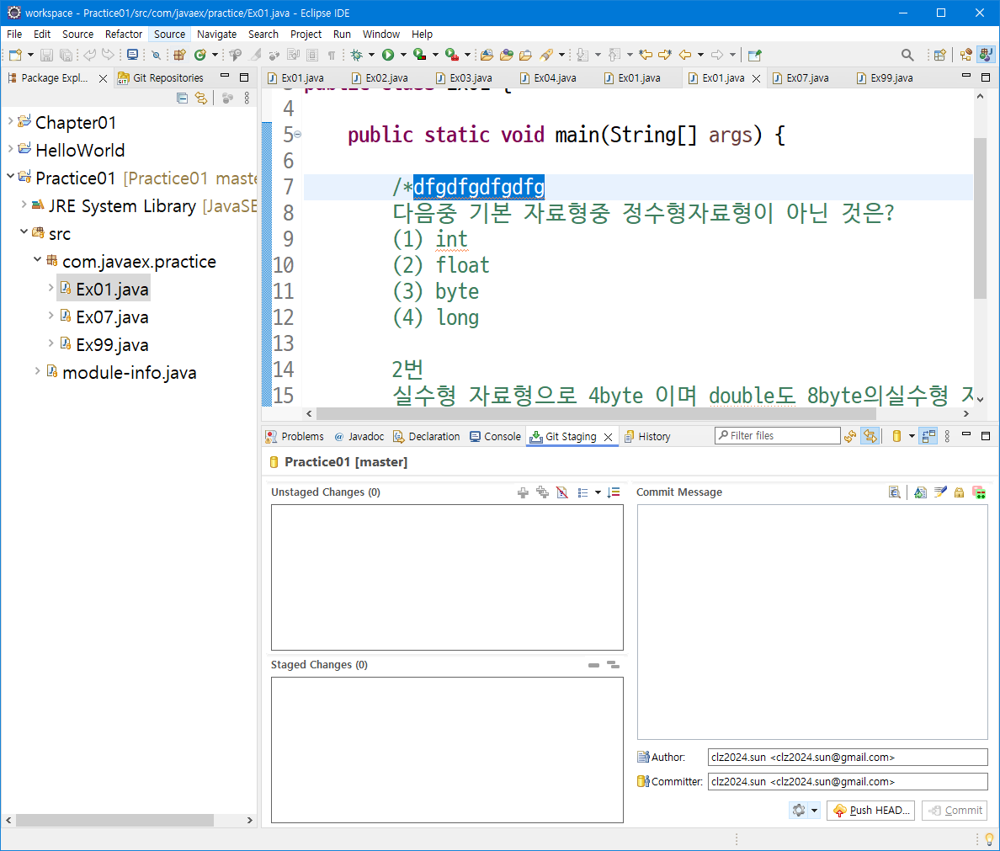 workspace - Practice01/src/com/javaex/practice/Ex01.java - Eclipse IDE
File Edit Source Refactor Source Navigate Search Project Run Window Help
Package Expl... Git Repositories
Chapter01
HelloWorld
Practice01 [Practice01 maste
JRE System Library [JavaSE
src
com.javaex.practice
Ex01.java
Ex07.java
Ex99.java
module-info.java
Ex01.java Ex02.java Ex03.java Ex04.java Ex01.java Ex01.java Ex07.java Ex99.java
3 public class Ex01 {
4
5 public static void main(String[] args) {
6
7 /*dfgdfgdfgdfg
8 다음중 기본 자료형중 정수형자료형이 아닌 것은?
9 (1) int
10 (2) float
11 (3) byte
12 (4) long
13
14 2번
15 실수형 자료형으로 4byte 이며 double도 8byte의실수형
Problems @ Javadoc Declaration Console Git Staging History Filter files
Practice01 [master]
Unstaged Changes (0)
Staged Changes (0)
Commit Message
Author: clz2024.sun <clz2024.sun@gmail.com>
Committer: clz2024.sun <clz2024.sun@gmail.com>
Push HEAD... Commit